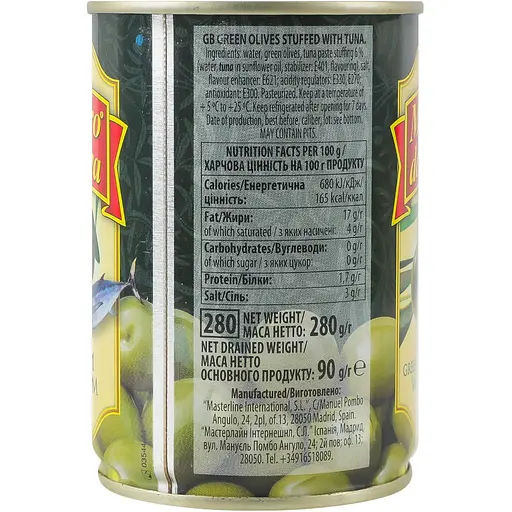 GB GREEN OLIVES STUFFED WITH TUNA.
Ingredients: water, green olives, tuna paste stuffing 6 %
(water, tuna in sunflower oil, stabilizer: E401, flavouring), salt,
flavour enhancer: E621; acidity regulators: E330, E270;
antioxidant: E300. Pasteurized. Keep at a temperature of
+ 5 ºC to +25 ºC. Keep refrigerated after opening for 7 days.
Date of production, best before, caliber, lot: see bottom.
MAY CONTAIN PITS.
NUTRITION FACTS PER 100 g /
ХАРЧОВА ЦІННІСТЬ НА 100 г ПРОДУКТУ
Calories/Енергетична 680 kJ/кДж/
цінність: 165 kcal/ккал
Fat/Жири: 17 g/г
of which saturated / з яких насичені: 4 g/г
Carbohydrates/Вуглеводи: 0 g/г
of which sugar / з яких цукор: 0 g/г
Protein/Білки: 1,7 g/г
Salt/Сіль: 3 g/г
280 NET WEIGHT/
МАСА НЕТТО: 280 g/г
NET DRAINED WEIGHT/
МАСА НЕТТО
ОСНОВНОГО ПРОДУКТУ: 90 g/г e
Manufactured/Виготовлено:
"Masterline International, S.L.", C/Manuel Pombo
Angulo, 24, 2pl, of.13, 28050 Madrid, Spain.
"Мастерлайн Інтернешнл, С.Л." Іспанія, Мадрид
вул. Мануель Помбо Ангуло, 24; 2й пов; оф. 13,
28050. Tel.: +34916518089.